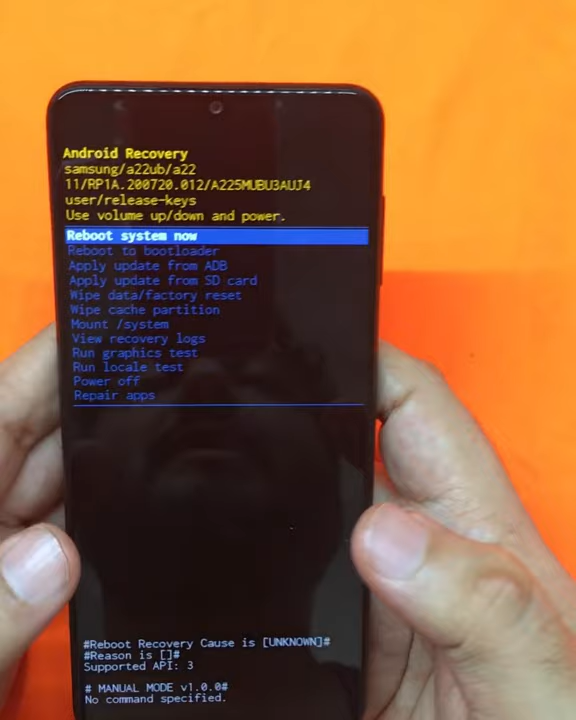 Android Recovery
samsung/a22ub/a22
11/RP1A.200720.012/A225MUBU3AUJ4
user/release-keys
Use volume up/down and power.
Reboot system now
Reboot to bootloader
Apply update from ADB
Apply update from SD card
Wipe data/factory reset
Wipe cache partition
Mount /system
View recovery logs
Run graphics test
Run locale test
Power off
Repair apps
#Reboot Recovery Cause is [UNKNOWN]#
#Reason is []#
Supported API: 3
# MANUAL MODE v1.0.0#
No command specified.